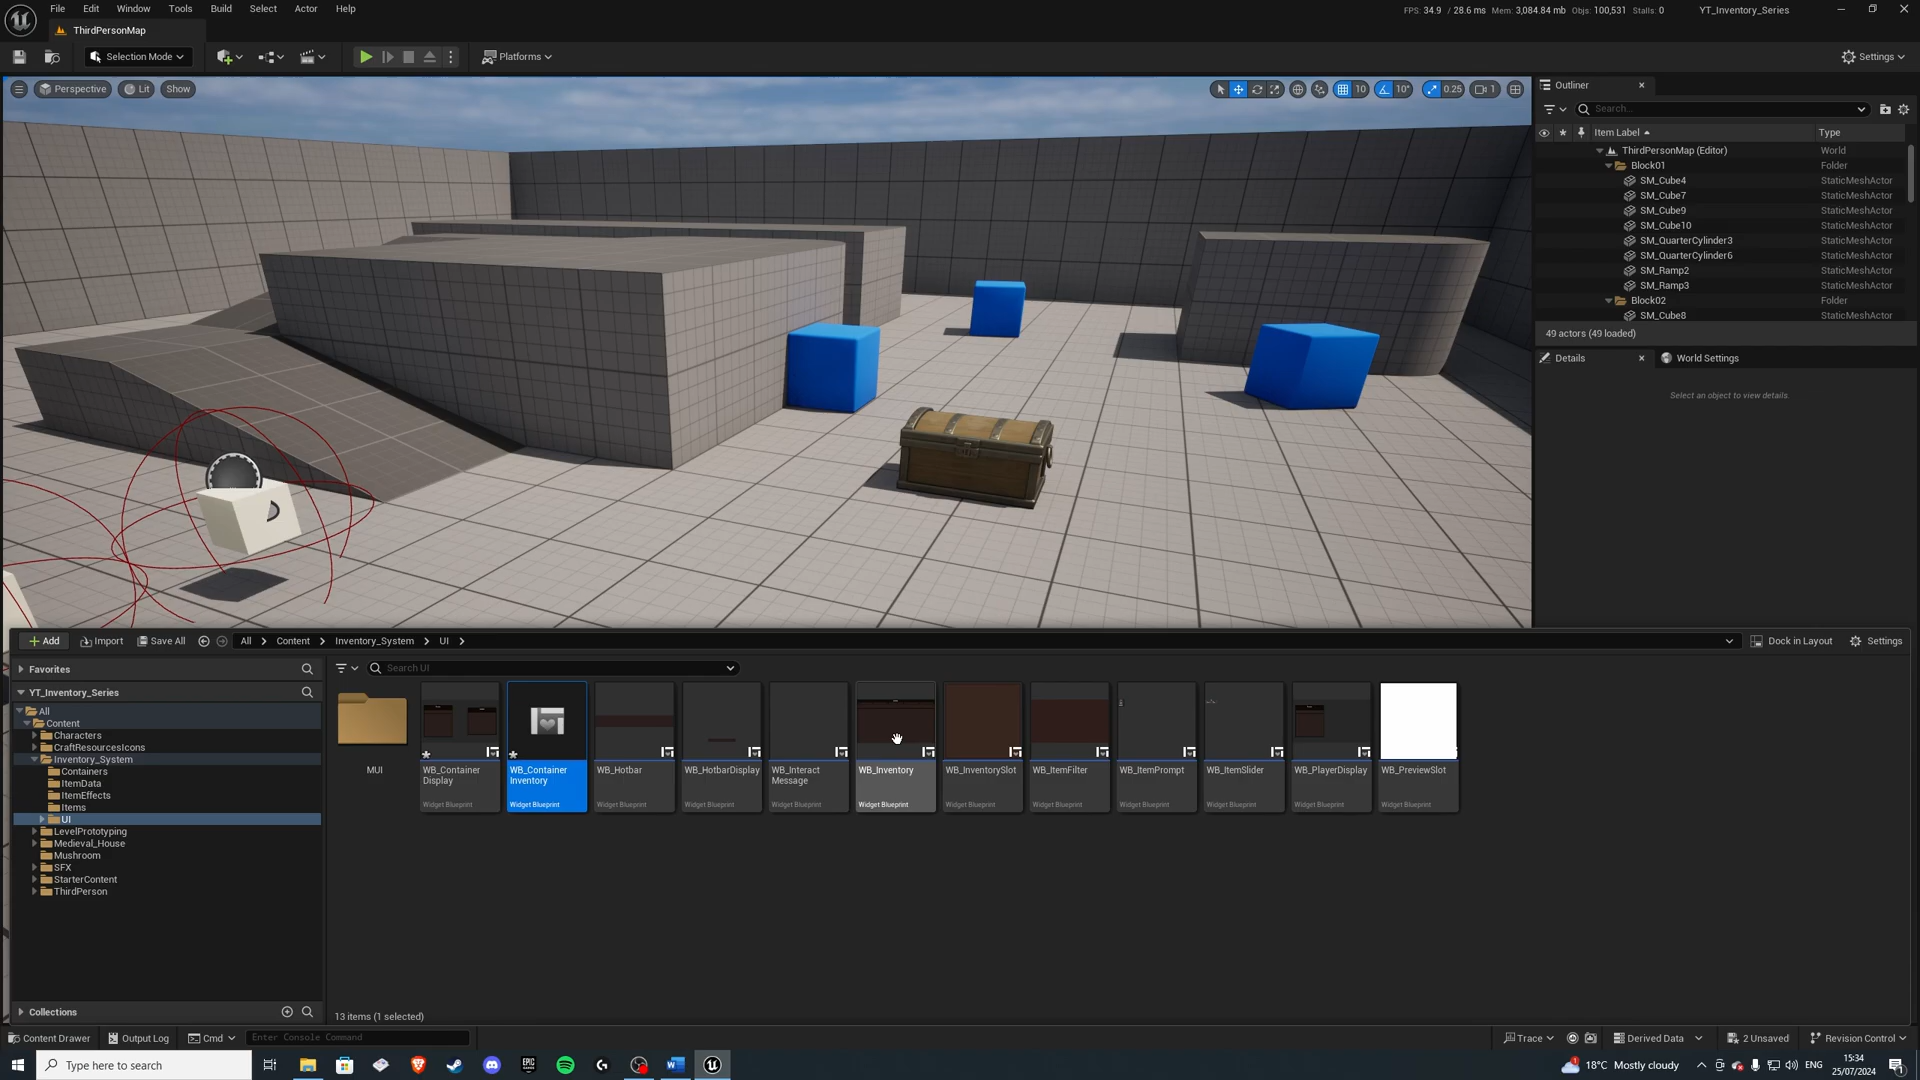 File Edit Window Tools Build Select Actor Help
FPS: 34.9 / 28.6 ms Mem: 3,084.84 mb Objs: 100,531 Stalls: 0 YT_Inventory_Series
ThirdPersonMap
Selection Mode Platforms Settings
Perspective Lit Show 10 10° 0.25 1
Outliner
Search...
Item Label Type
ThirdPersonMap (Editor) World
Block01 Folder
SM_Cube4 StaticMeshActor
SM_Cube7 StaticMeshActor
SM_Cube9 StaticMeshActor
SM_Cube10 StaticMeshActor
SM_QuarterCylinder3 StaticMeshActor
SM_QuarterCylinder6 StaticMeshActor
SM_Ramp2 StaticMeshActor
SM_Ramp3 StaticMeshActor
Block02 Folder
SM_Cube8 StaticMeshActor
49 actors (49 loaded)
Details World Settings
Select an object to view details.
Add Import Save All All Content Inventory_System UI Dock in Layout Settings
Favorites
Search UI
YT_Inventory_Series
All
Content
Characters
CraftResourcesIcons
Inventory_System
Containers
ItemData
ItemEffects
Items
UI
LevelPrototyping
Medieval_House
Mushroom
SFX
StarterContent
ThirdPerson
Collections
MUI
WB_Container Display
Widget Blueprint
WB_Container Inventory
Widget Blueprint
WB_Hotbar
Widget Blueprint
WB_HotbarDisplay
Widget Blueprint
WB_Interact Message
Widget Blueprint
WB_Inventory
Widget Blueprint
WB_InventorySlot
Widget Blueprint
WB_ItemFilter
Widget Blueprint
WB_ItemPrompt
Widget Blueprint
WB_ItemSlider
Widget Blueprint
WB_PlayerDisplay
Widget Blueprint
WB_PreviewSlot
Widget Blueprint
13 items (1 selected)
Content Drawer Output Log Cmd Enter Console Command Trace Derived Data 2 Unsaved Revision Control
Type here to search
18°C Mostly cloudy ENG
15:34
25/07/2024